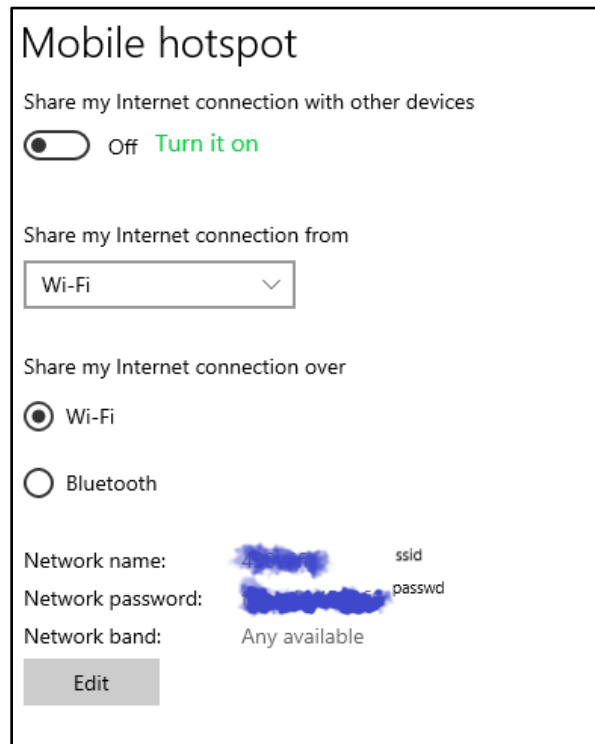 Mobile hotspot
Share my Internet connection with other devices
Off Turn it on
Share my Internet connection from
Wi-Fi
Share my Internet connection over
Wi-Fi
Bluetooth
Network name: ssid
Network password: passwd
Network band: Any available
Edit